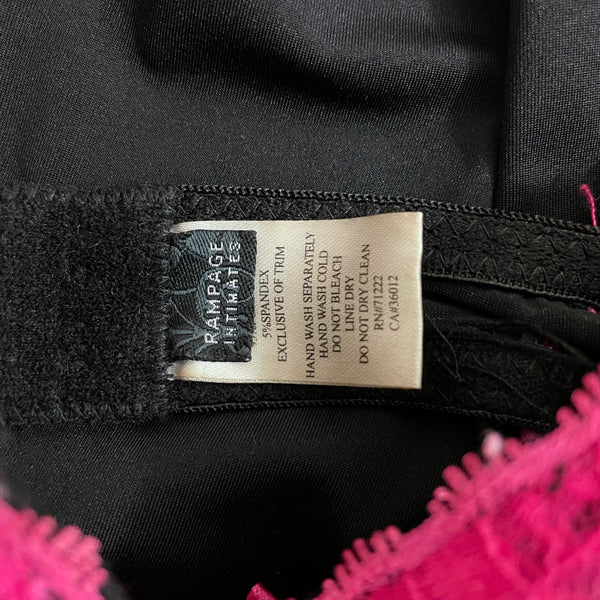 RAMPAGE
INTIMATES
5%SPANDEX
EXCLUSIVE OF TRIM
HAND WASH SEPARATELY
HAND WASH COLD
DO NOT BLEACH
LINE DRY
DO NOT DRY CLEAN
RN#71222
CA#36012